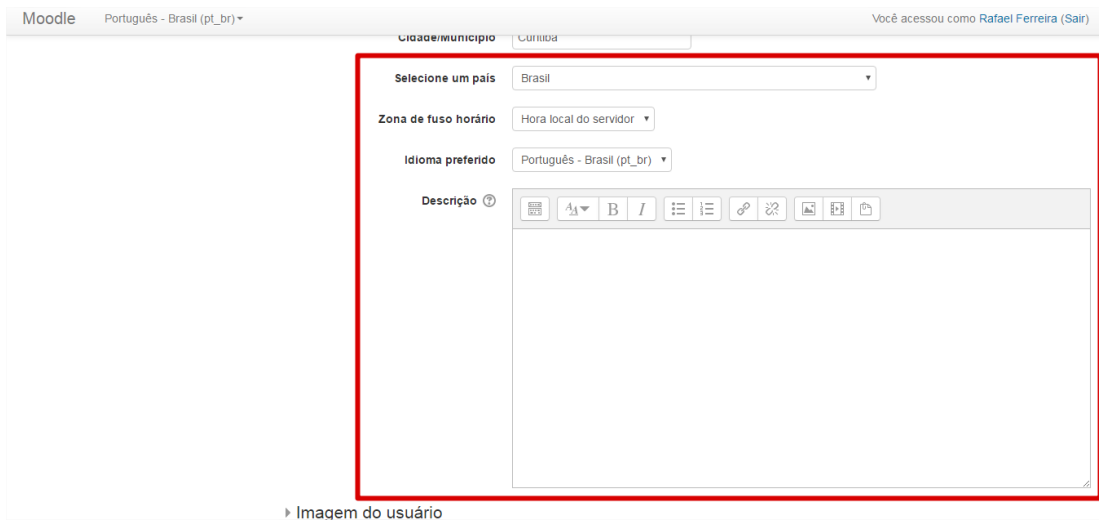 Moodle Português - Brasil (pt_br) Você acessou como Rafael Ferreira (Sair)
Cidade/Município Curitiba
Selecione um país Brasil
Zona de fuso horário Hora local do servidor
Idioma preferido Português - Brasil (pt_br)
Descrição
Imagem do usuário